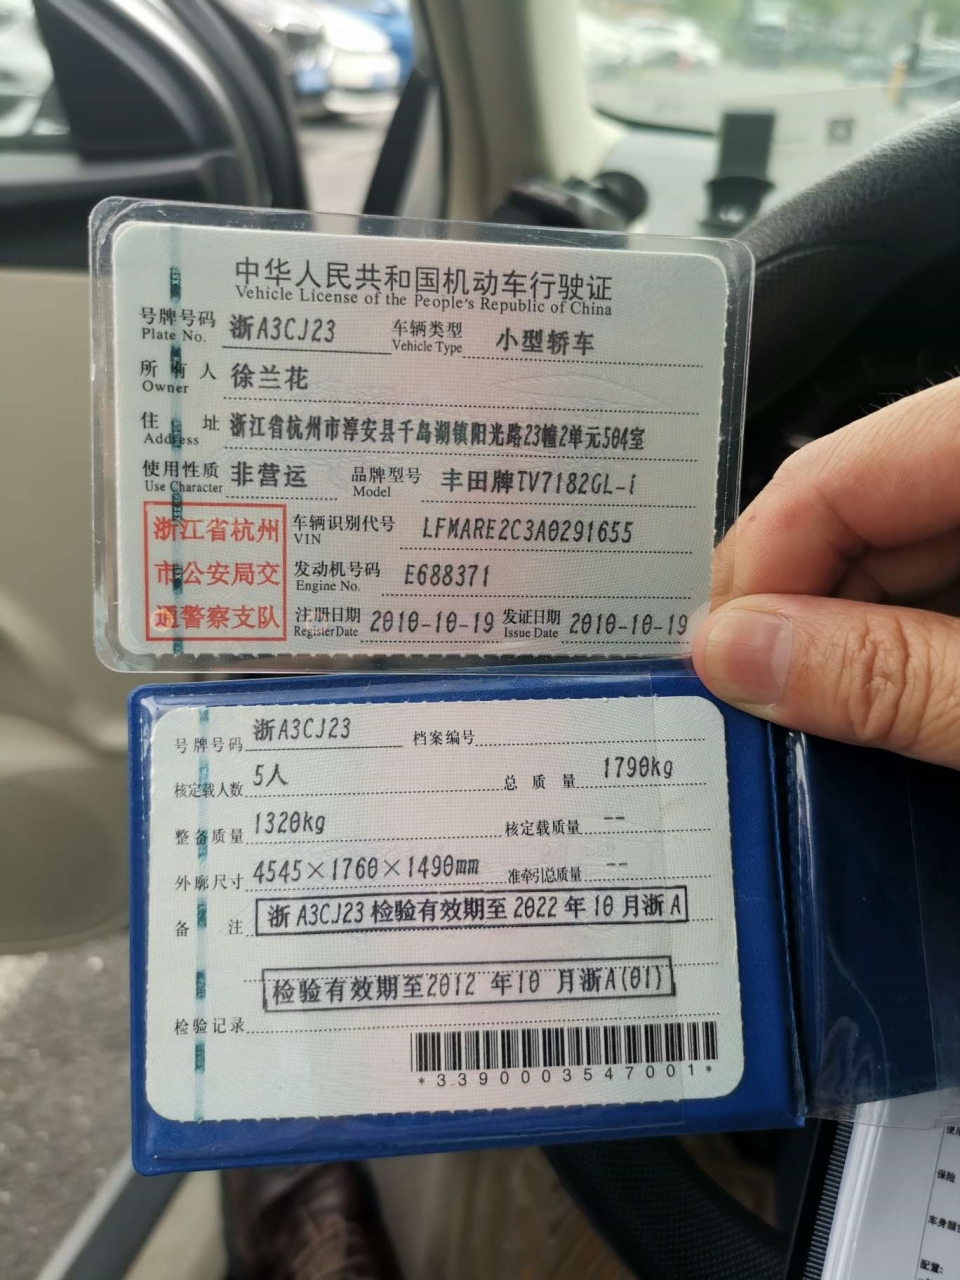 中华人民共和国机动车行驶证
Vehicle License of the People's Republic of China
号牌号码 浙A3CJ23 车辆类型 小型轿车
Plate No. Vehicle Type
所有人 徐兰花
Owner
住址 浙江省杭州市淳安县千岛湖镇阳光路23幢2单元504室
Address
使用性质 非营运 品牌型号 丰田牌TV7182GL-i
Use Character Model
浙江省杭州
市公安局交
通警察支队
车辆识别代号 LFMARE2C3A0291655
VIN
发动机号码 E688371
Engine No.
注册日期 2010-10-19 发证日期 2010-10-19
Register Date Issue Date
号牌号码 浙A3CJ23 档案编号
核定载人数 5人 总质量 1790kg
整备质量 1320kg 核定载质量 --
外廓尺寸 4545×1760×1490mm 准牵引总质量 --
备注 浙A3CJ23检验有效期至2022年10月浙A
检验有效期至2012年10月浙A(01)
检验记录
*3390003547001*
保险
配置: